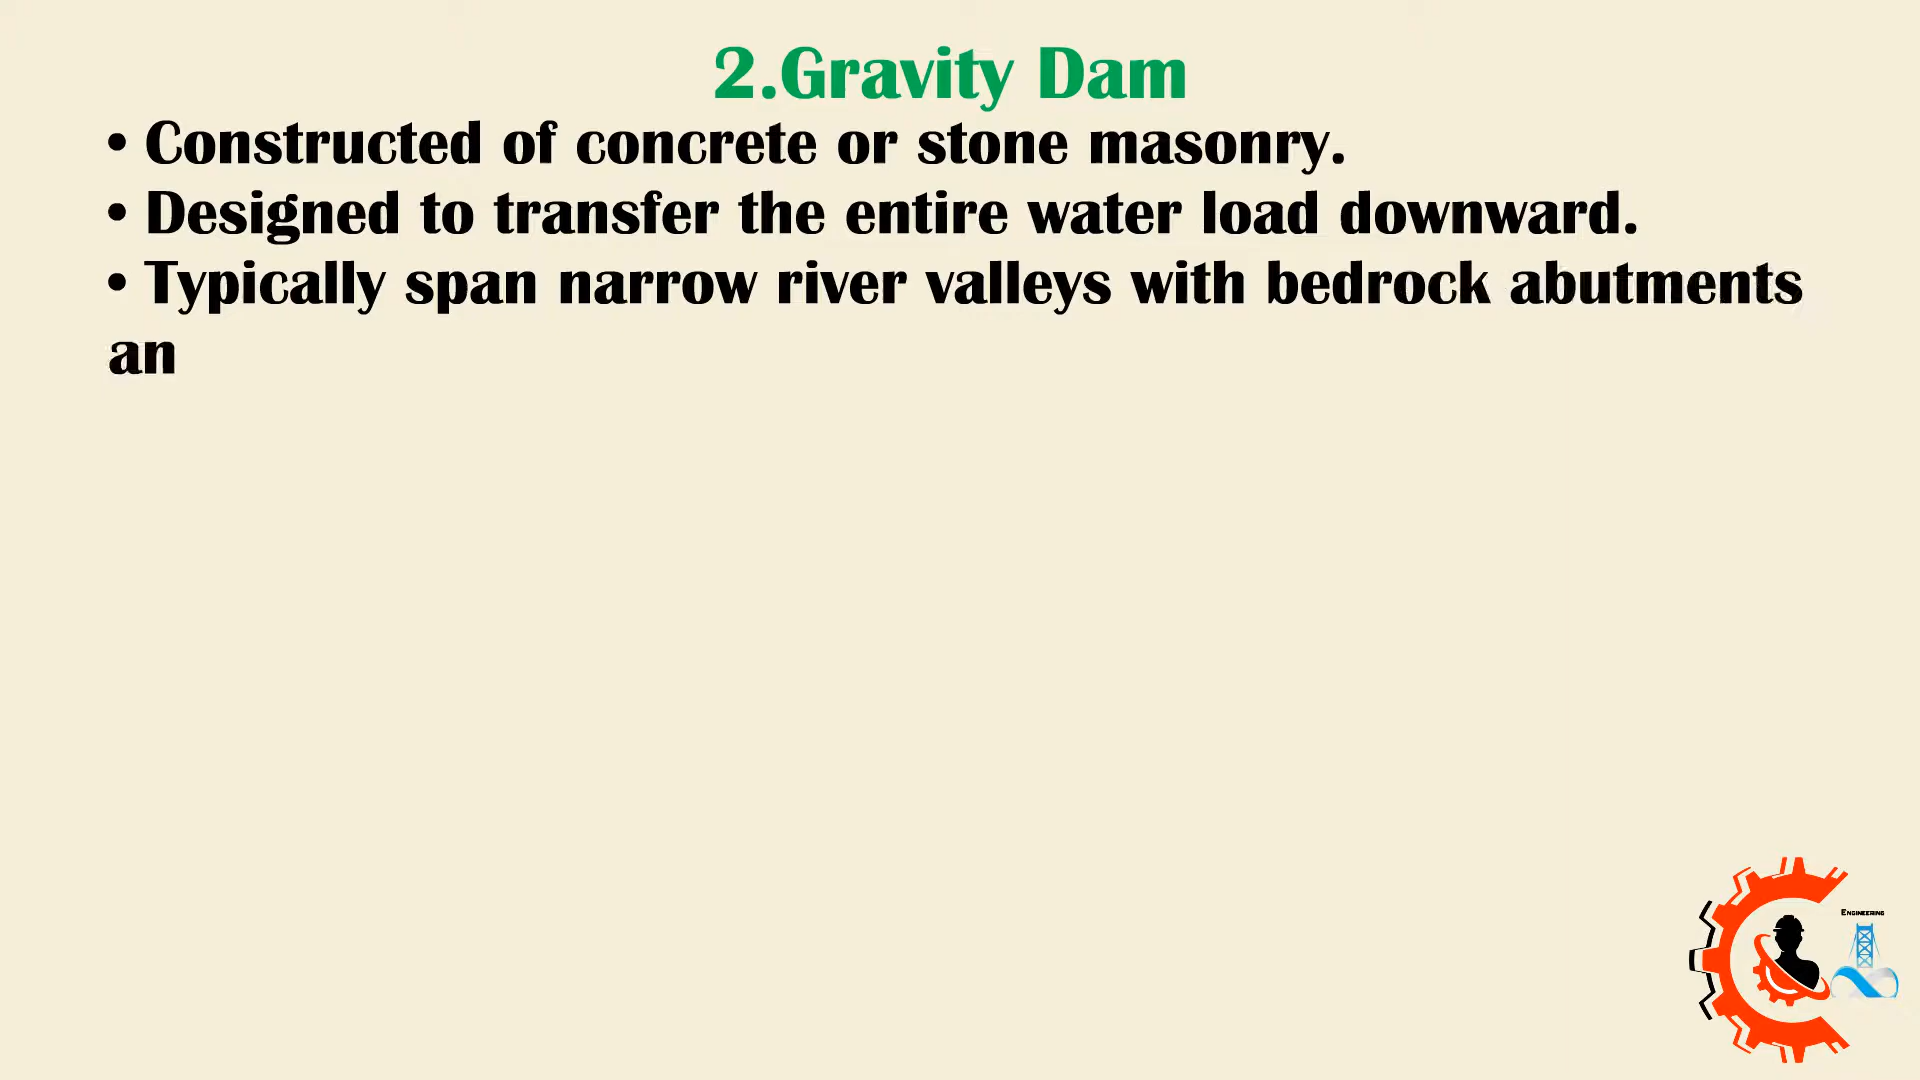 2.Gravity Dam
• Constructed of concrete or stone masonry.
• Designed to transfer the entire water load downward.
• Typically span narrow river valleys with bedrock abutments
an
Engineering